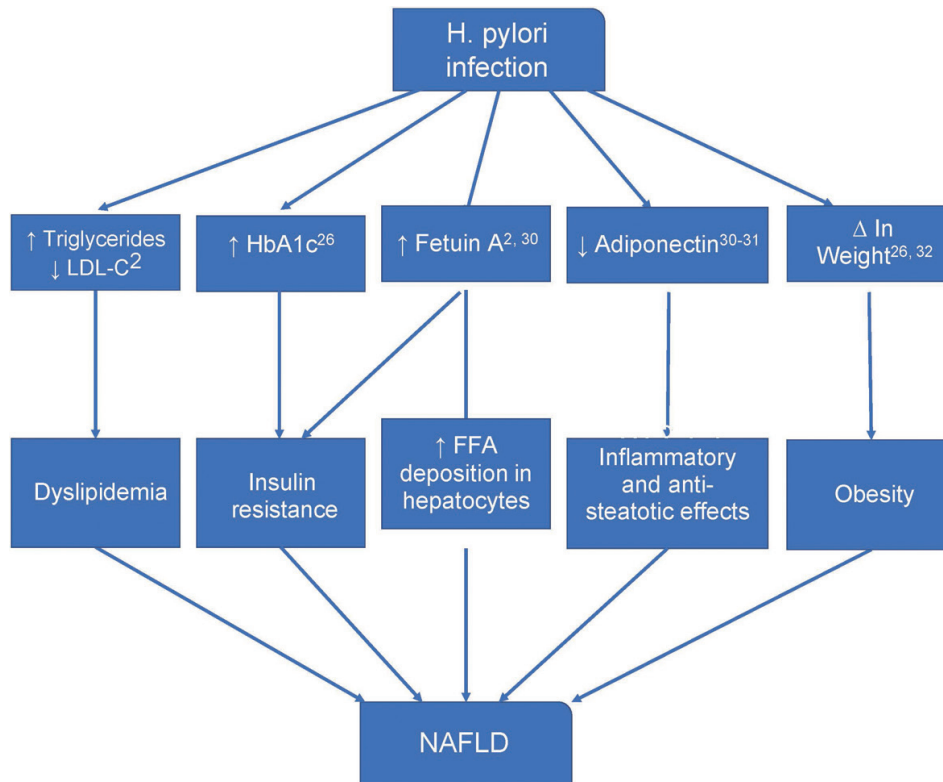 H. pylori
infection
↑ Triglycerides
↓ LDL-C2
↑ HbA1c26
↑ Fetuin A2, 30
↓ Adiponectin30-31
Δ In
Weight26, 32
Dyslipidemia
Insulin
resistance
↑ FFA
deposition in
hepatocytes
Inflammatory
and anti-
steatotic effects
Obesity
NAFLD